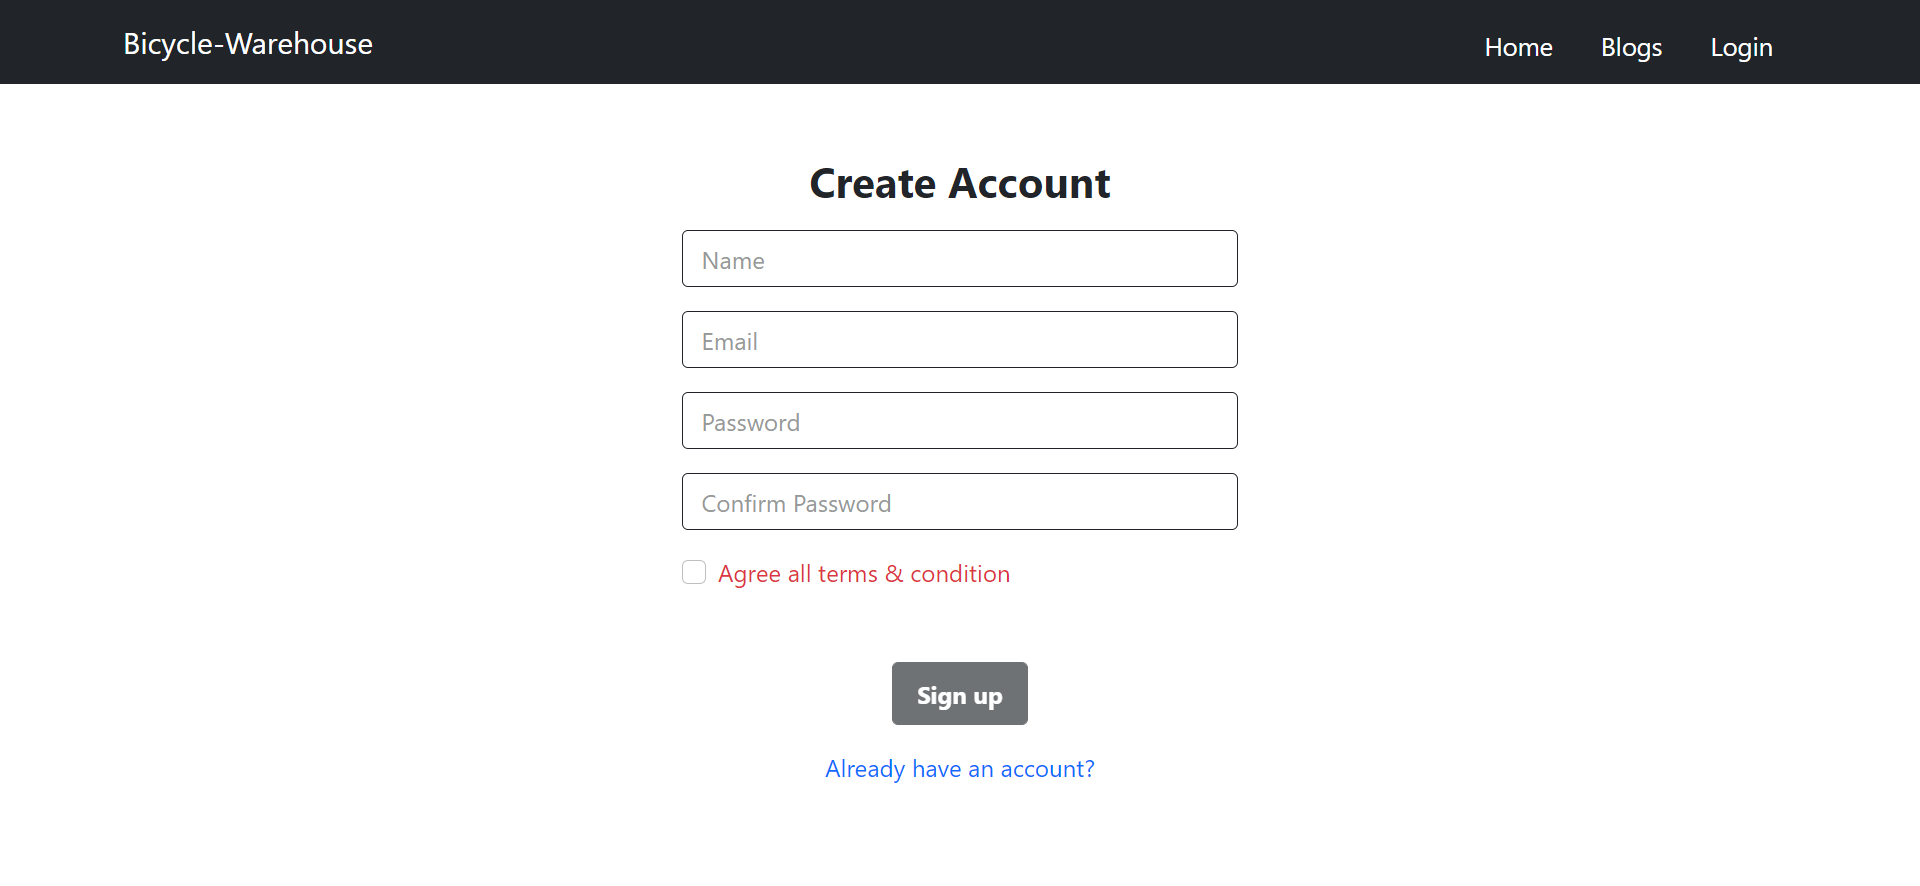 Bicycle-Warehouse
Home Blogs Login
Create Account
Name
Email
Password
Confirm Password
Agree all terms & condition
Sign up
Already have an account?